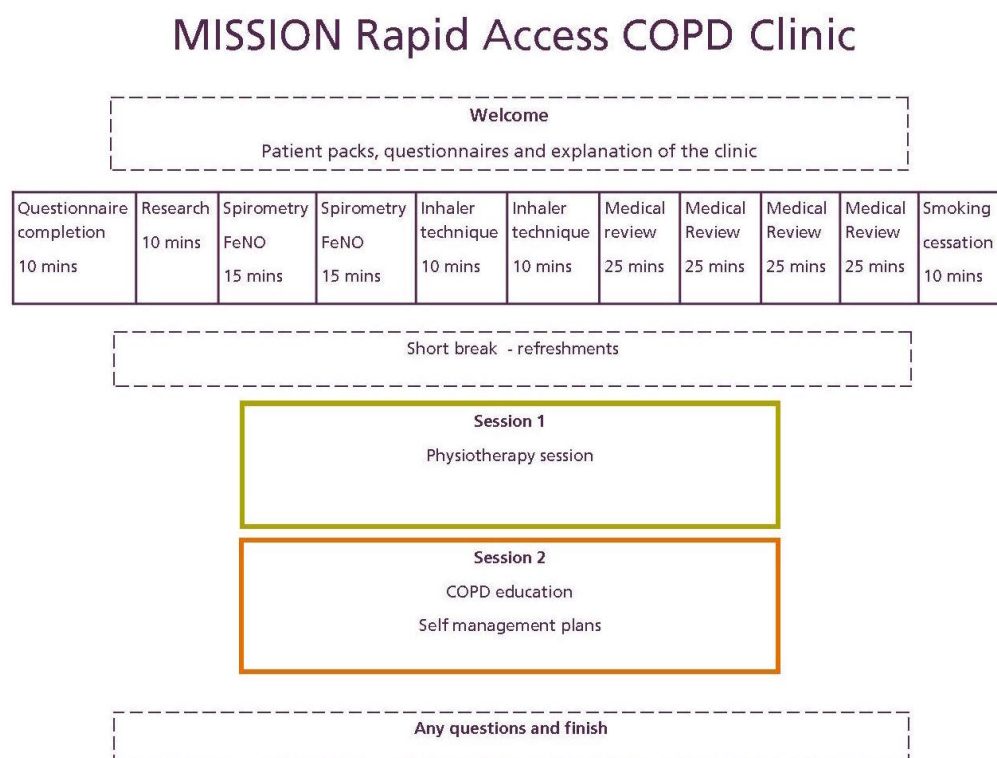 MISSION Rapid Access COPD Clinic
Welcome
Patient packs, questionnaires and explanation of the clinic
Questionnaire
completion
10 mins
Research
10 mins
Spirometry
FeNO
15 mins
Spirometry
FeNO
15 mins
Inhaler
technique
10 mins
Inhaler
technique
10 mins
Medical
review
25 mins
Medical
Review
25 mins
Medical
Review
25 mins
Medical
Review
25 mins
Smoking
cessation
10 mins
Short break - refreshments
Session 1
Physiotherapy session
Session 2
COPD education
Self management plans
Any questions and finish